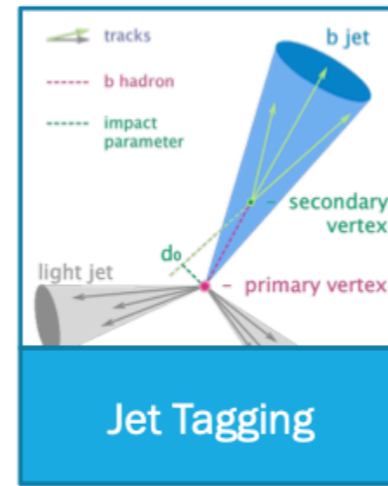 tracks
b jet
b hadron
impact
parameter
secondary
vertex
d₀
light jet
primary vertex
Jet Tagging